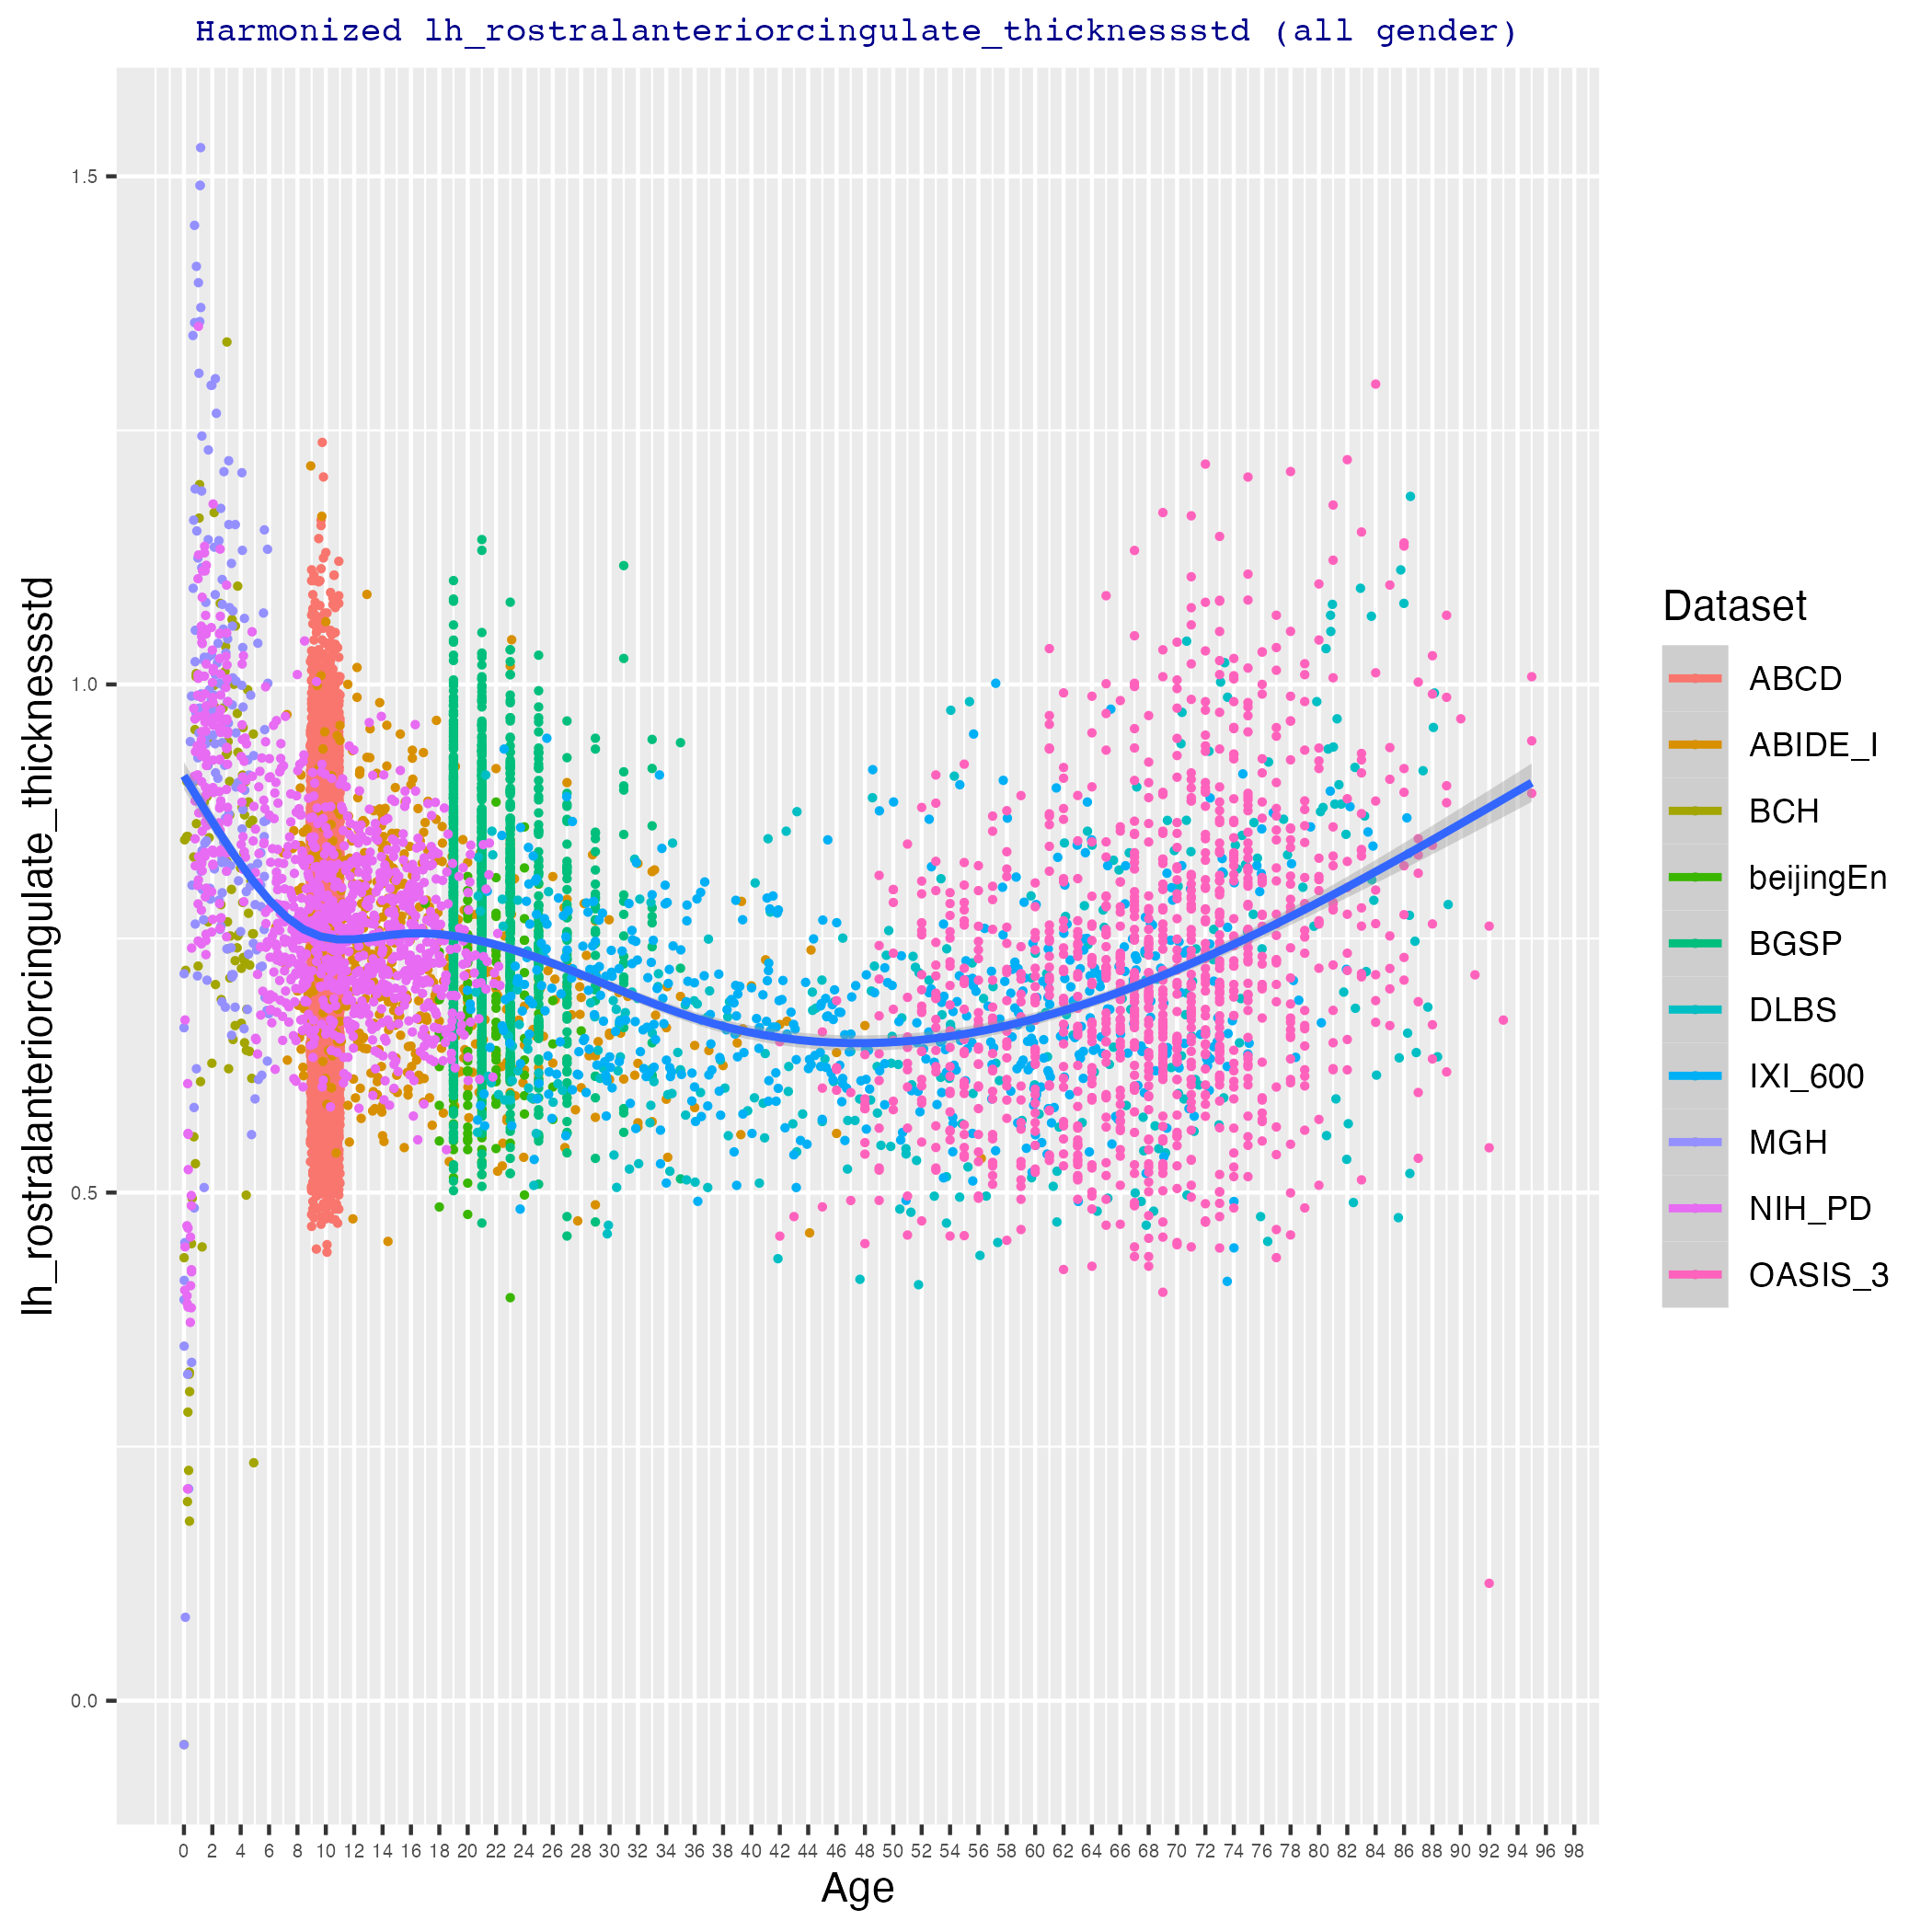 Harmonized lh_rostralanteriorcingulate_thicknessstd (all gender)
lh_rostralanteriorcingulate_thicknessstd
1.5
1.0
0.5
0.0
0 2 4 6 8 10 12 14 16 18 20 22 24 26 28 30 32 34 36 38 40 42 44 46 48 50 52 54 56 58 60 62 64 66 68 70 72 74 76 78 80 82 84 86 88 90 92 94 96 98
Age
Dataset
ABCD
ABIDE_I
BCH
beijingEn
BGSP
DLBS
IXI_600
MGH
NIH_PD
OASIS_3